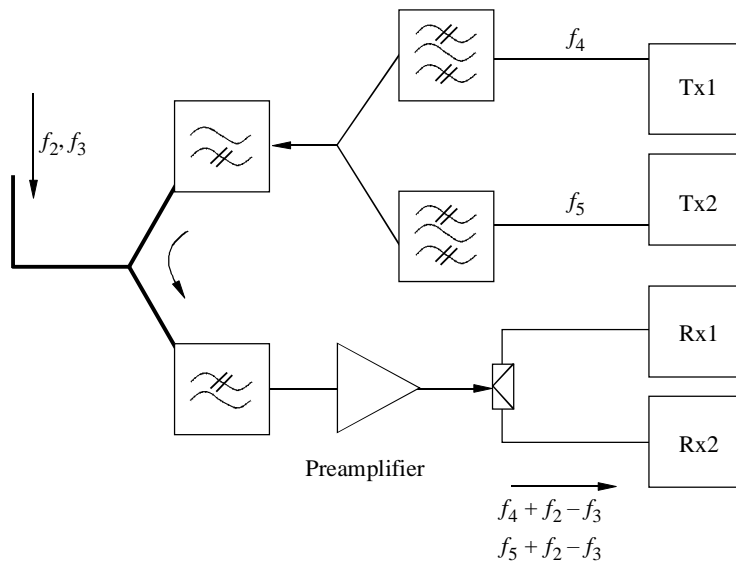 f₄
Tx1
f₂, f₃
f₅
Tx2
Rx1
Preamplifier
Rx2
f₄ + f₂ – f₃
f₅ + f₂ – f₃